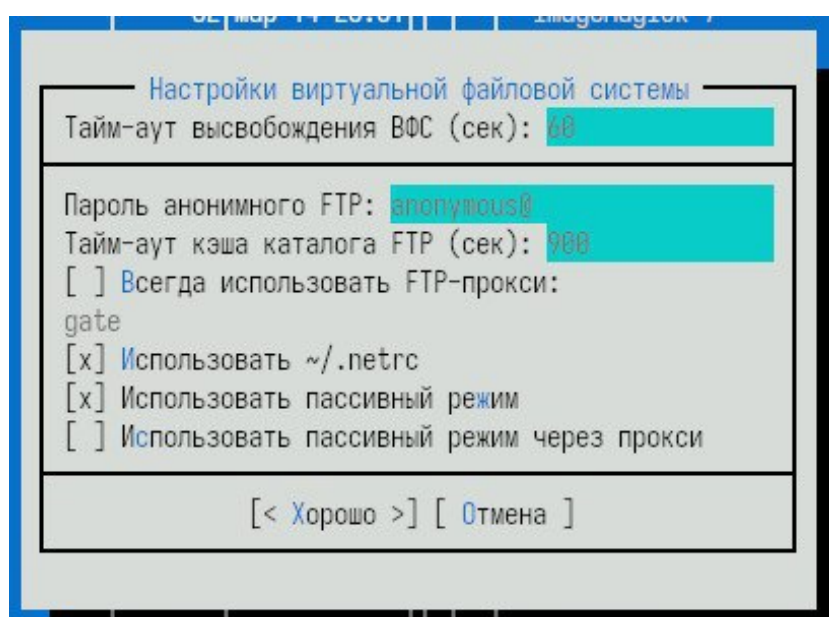 Настройки виртуальной файловой системы
Тайм-аут высвобождения ВФС (сек): 60
Пароль анонимного FTP: anonymous@
Тайм-аут кэша каталога FTP (сек): 900
[ ] Всегда использовать FTP-прокси:
gate
[x] Использовать ~/.netrc
[x] Использовать пассивный режим
[ ] Использовать пассивный режим через прокси
[< Хорошо >] [ Отмена ]